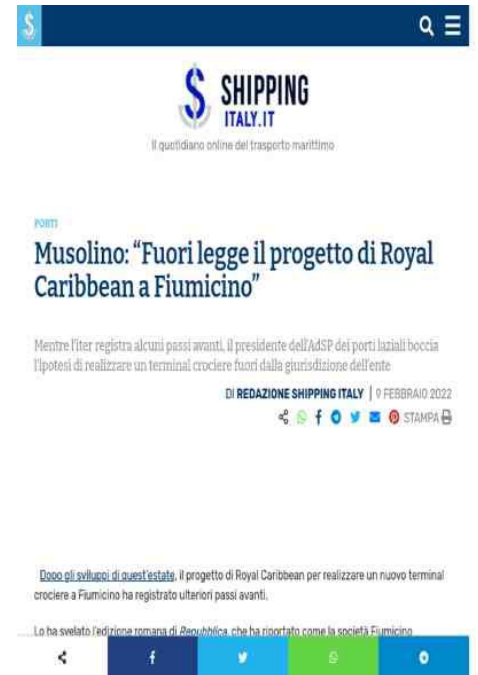 SHIPPING
ITALY.IT
Il quotidiano online del trasporto marittimo
PORTI
Musolino: “Fuori legge il progetto di Royal
Caribbean a Fiumicino”
Mentre l'iter registra alcuni passi avanti, il presidente dell'AdSP dei porti laziali boccia
l'ipotesi di realizzare un terminal crociere fuori dalla giurisdizione dell'ente
DI REDAZIONE SHIPPING ITALY | 9 FEBBRAIO 2022
STAMPA
Dopo gli sviluppi di quest'estate, il progetto di Royal Caribbean per realizzare un nuovo terminal
crociere a Fiumicino ha registrato ulteriori passi avanti.
Lo ha svelato l'edizione romana di Repubblica, che ha riportato come la società Fiumicino